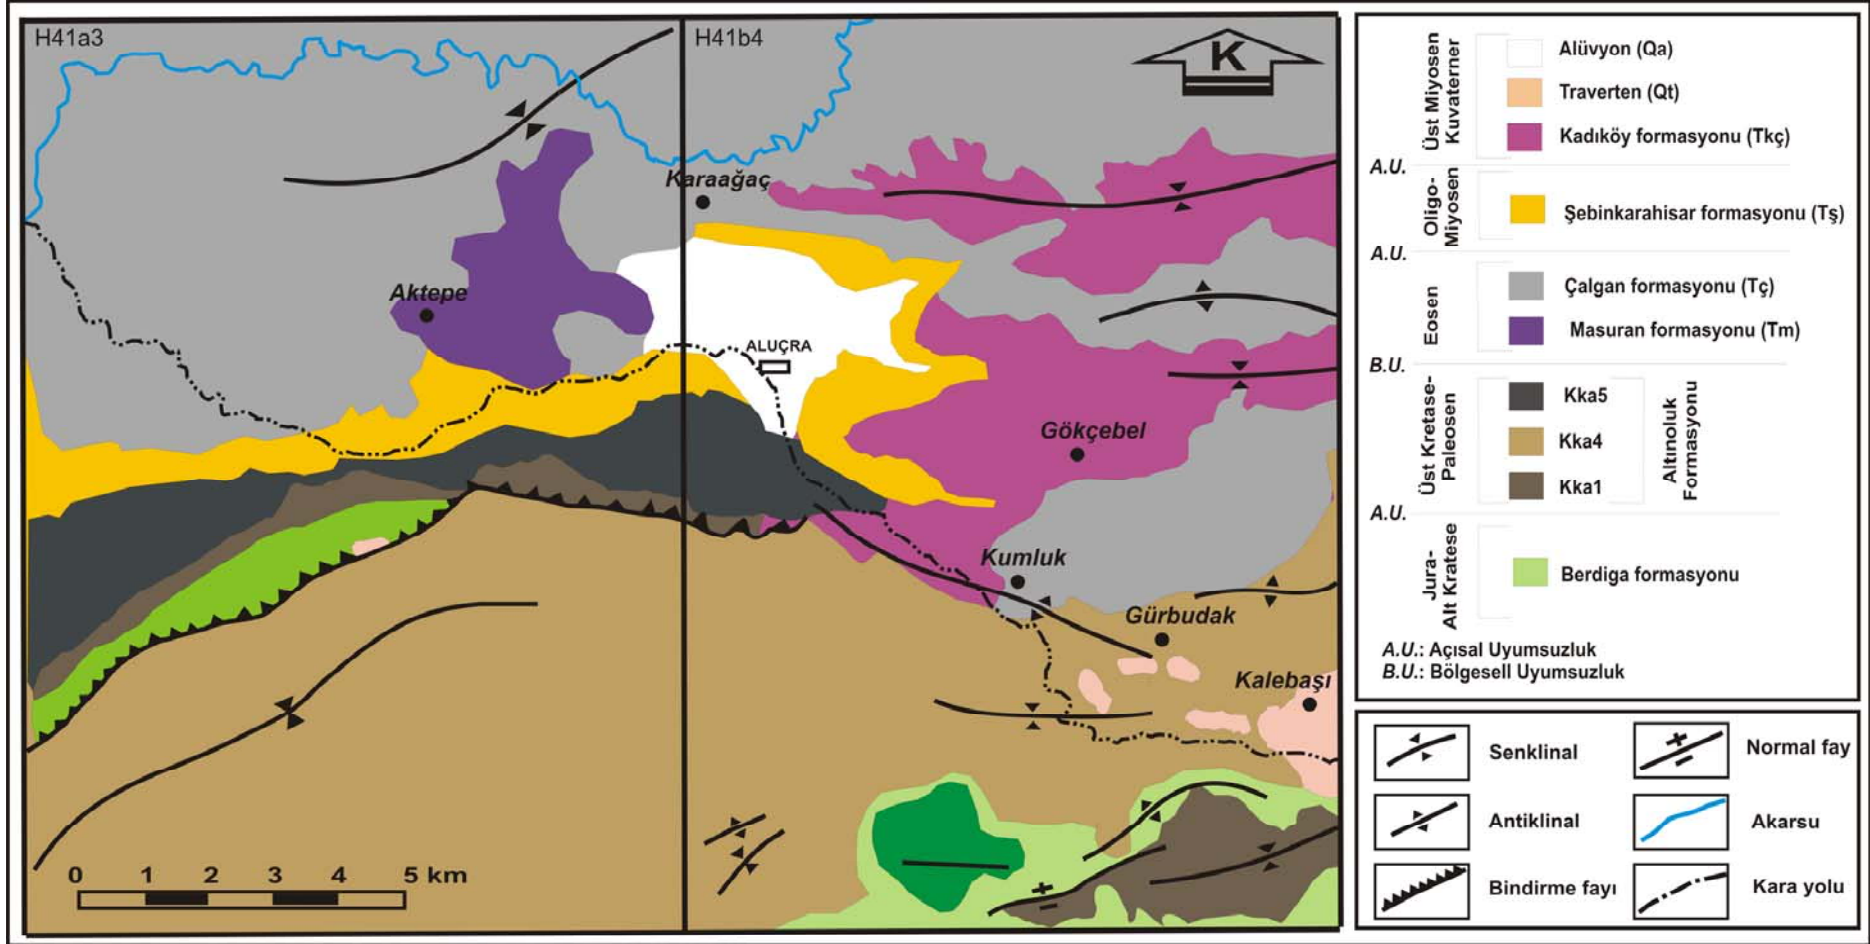 H41a3
H41b4
K
Karaağaç
Aktepe
ALUÇRA
Gökçebel
Kumluk
Gürbudak
Kalebaşı
0 1 2 3 4 5 km
Üst Miyosen
Kuvaterner
Alüvyon (Qa)
Traverten (Qt)
Kadıköy formasyonu (Tkç)
A.U.
Oligo-
Miyosen
Şebinkarahisar formasyonu (Tş)
A.U.
Eosen
Çalgan formasyonu (Tç)
Masuran formasyonu (Tm)
B.U.
Üst Kretase-
Paleosen
Kka5
Kka4
Kka1
Altınoluk
Formasyonu
A.U.
Jura-
Alt Kratese
Berdiga formasyonu
A.U.: Açısal Uyumsuzluk
B.U.: Bölgesell Uyumsuzluk
Senklinal
Normal fay
Antiklinal
Akarsu
Bindirme fayı
Kara yolu